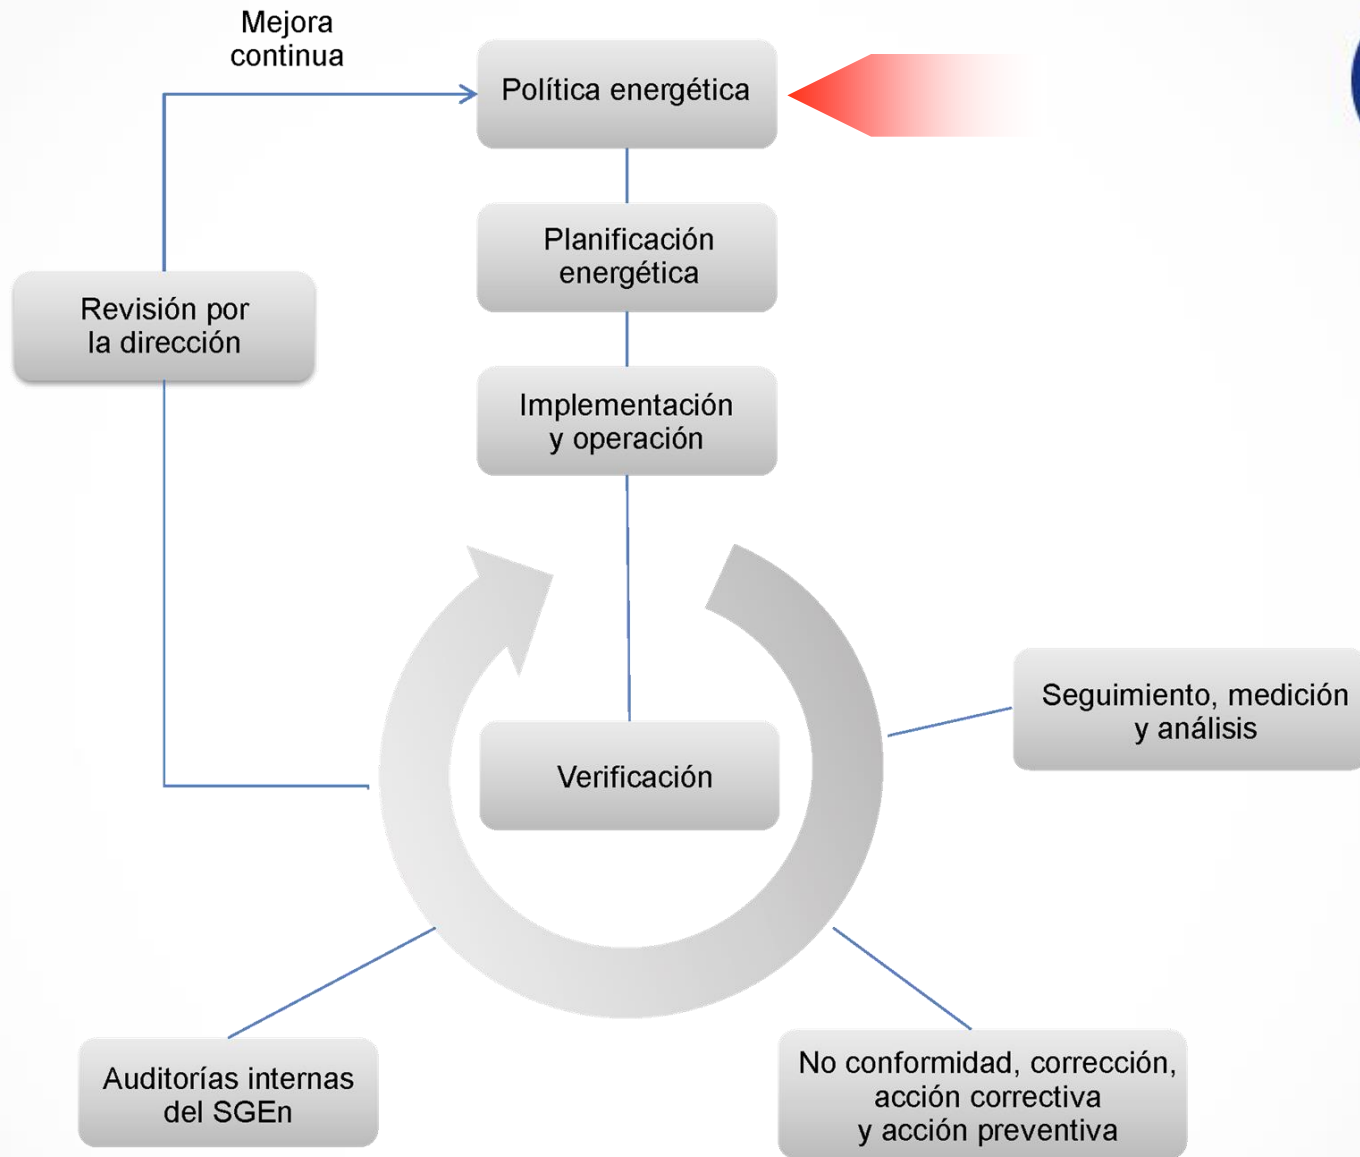 Mejora
continua
Política energética
Planificación
energética
Revisión por
la dirección
Implementación
y operación
Seguimiento, medición
y análisis
Verificación
Auditorías internas
del SGEn
No conformidad, corrección,
acción correctiva
y acción preventiva